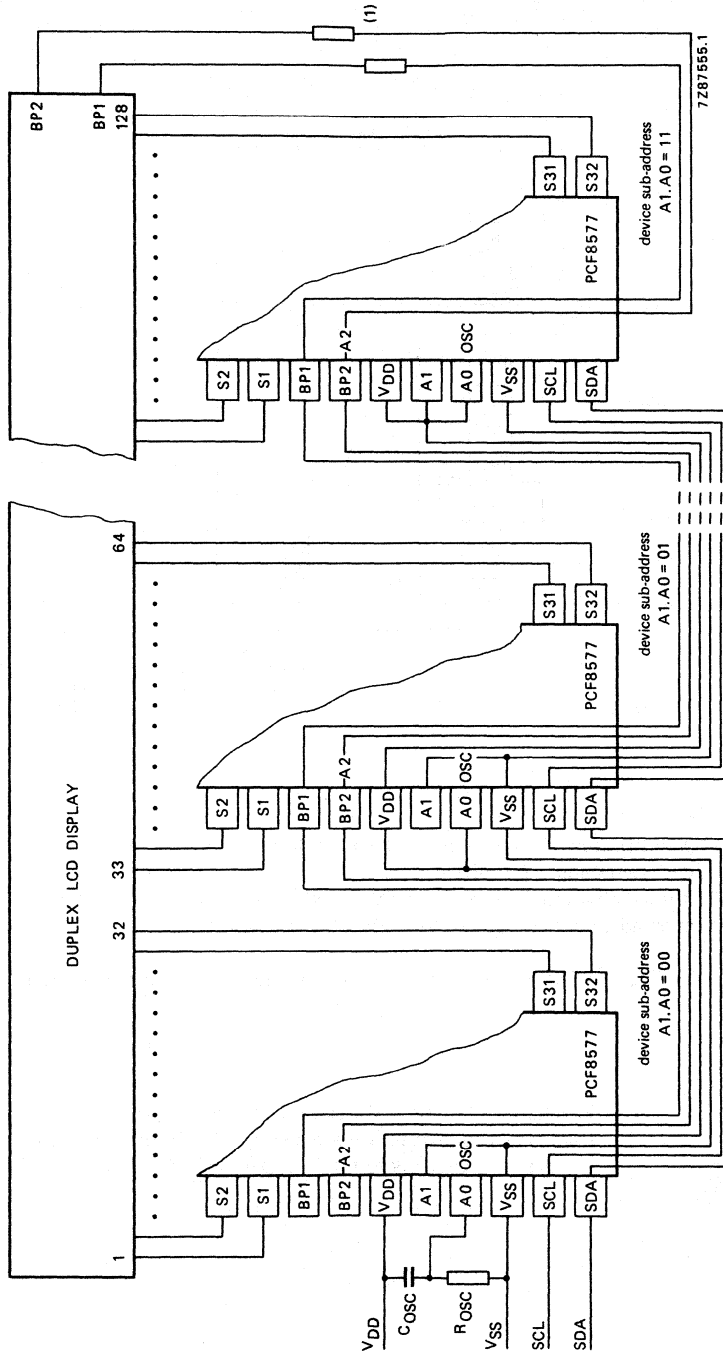 DUPLEX LCD DISPLAY
1
32
33
64
128
BP1
BP2
(1)
S2
S1
BP1
BP2
A2
VDD
A1
A0
OSC
VSS
SCL
SDA
S31
S32
PCF8577
device sub-address
A1.A0 = 00
VDD
COSC
ROSC
VSS
SCL
SDA
S2
S1
BP1
BP2
A2
VDD
A1
A0
OSC
VSS
SCL
SDA
S31
S32
PCF8577
device sub-address
A1.A0 = 01
S2
S1
BP1
BP2
A2
VDD
A1
A0
OSC
VSS
SCL
SDA
S31
S32
PCF8577
device sub-address
A1.A0 = 11
7Z87555.1